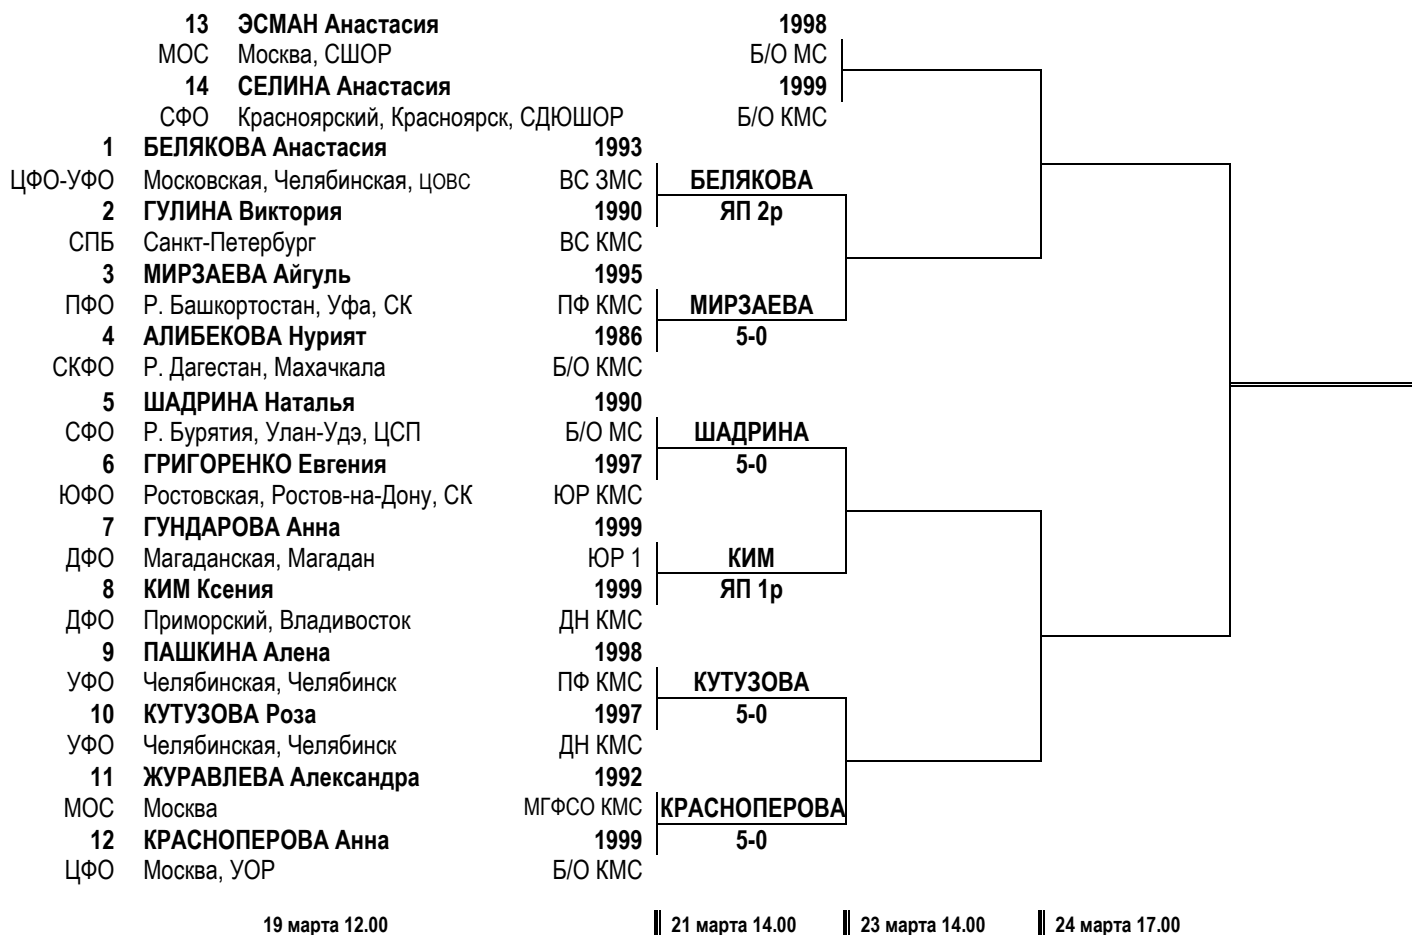 13 ЭСМАН Анастасия 1998
МОС Москва, СШОР Б/О МС
14 СЕЛИНА Анастасия 1999
СФО Красноярский, Красноярск, СДЮШОР Б/О КМС
1 БЕЛЯКОВА Анастасия 1993
ЦФО-УФО Московская, Челябинская, ЦОВС ВС ЗМС БЕЛЯКОВА
2 ГУЛИНА Виктория 1990 ЯП 2р
СПБ Санкт-Петербург ВС КМС
3 МИРЗАЕВА Айгуль 1995
ПФО Р. Башкортостан, Уфа, СК ПФ КМС МИРЗАЕВА
4 АЛИБЕКОВА Нурият 1986 5-0
СКФО Р. Дагестан, Махачкала Б/О КМС
5 ШАДРИНА Наталья 1990
СФО Р. Бурятия, Улан-Удэ, ЦСП Б/О МС ШАДРИНА
6 ГРИГОРЕНКО Евгения 1997 5-0
ЮФО Ростовская, Ростов-на-Дону, СК ЮР КМС
7 ГУНДАРОВА Анна 1999
ДФО Магаданская, Магадан ЮР 1 КИМ
8 КИМ Ксения 1999 ЯП 1р
ДФО Приморский, Владивосток ДН КМС
9 ПАШКИНА Алена 1998
УФО Челябинская, Челябинск ПФ КМС КУТУЗОВА
10 КУТУЗОВА Роза 1997 5-0
УФО Челябинская, Челябинск ДН КМС
11 ЖУРАВЛЕВА Александра 1992
МОС Москва МГФСО КМС КРАСНОПЕРОВА
12 КРАСНОПЕРОВА Анна 1999 5-0
ЦФО Москва, УОР Б/О КМС
19 марта 12.00 21 марта 14.00 23 марта 14.00 24 марта 17.00